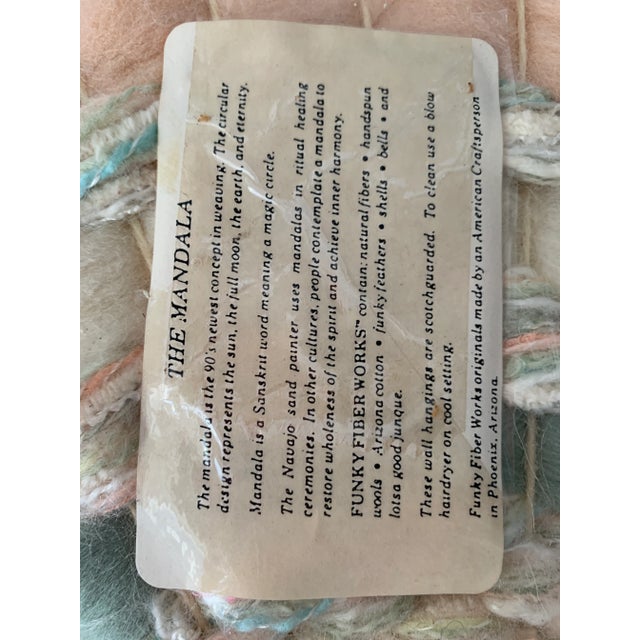 THE MANDALA
The mandala is the 90's newest concept in weaving. The circular
design represents the sun, the full moon, the earth, and eternity.
Mandala is a Sanskrit word meaning a magic circle.
The Navajo sand painter uses mandalas in ritual healing
ceremonies. In other cultures, people contemplate a mandala to
restore wholeness of the spirit and achieve inner harmony.
FUNKY FIBERWORKS™ contain: natural fibers • handspun
wools • Arizona cotton • funky feathers • shells • bells • and
lotsa good junque.
These wall hangings are scotchguarded. To clean use a blow
hairdryer on cool setting.
Funky Fiber Works originals made by an American Craftsperson
in Phoenix, Arizona.